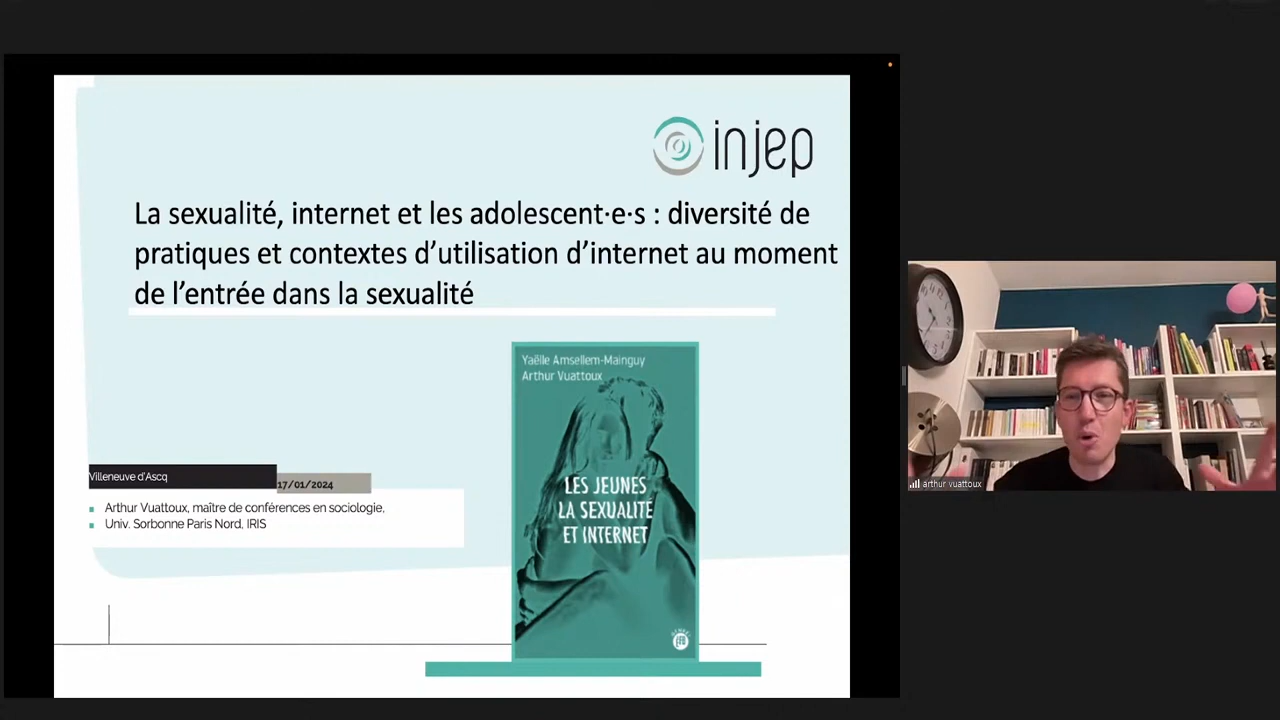 injep
La sexualité, internet et les adolescent·e·s : diversité de
pratiques et contextes d’utilisation d’internet au moment
de l’entrée dans la sexualité
Yaëlle Amsellem-Mainguy
Arthur Vuattoux
LES JEUNES
LA SEXUALITÉ
ET INTERNET
Villeneuve d'Ascq
17/01/2024
Arthur Vuattoux, maître de conférences en sociologie,
Univ. Sorbonne Paris Nord, IRIS
arthur vuattoux